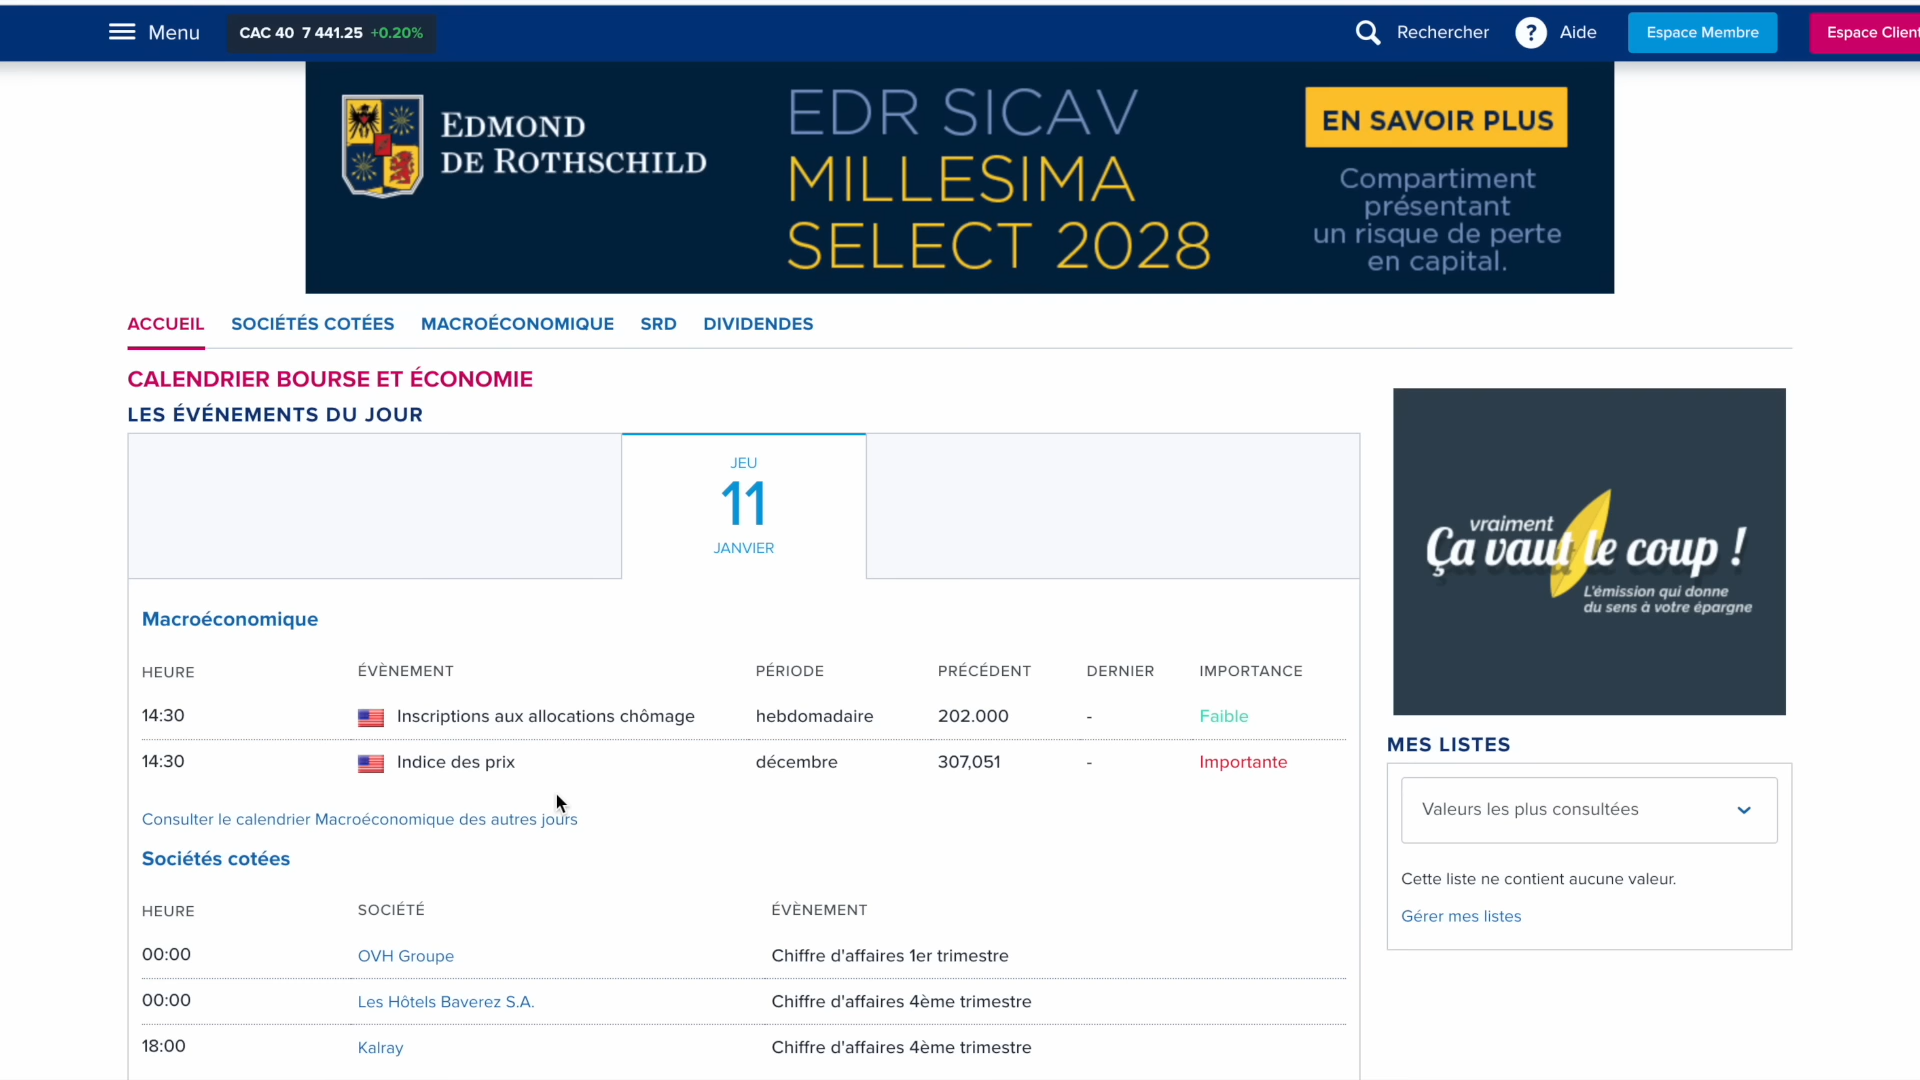 Menu
CAC 40 7 441.25 +0.20%
Rechercher
? Aide
Espace Membre
Espace Client
EDMOND
DE ROTHSCHILD
EDR SICAV
MILLESIMA
SELECT 2028
EN SAVOIR PLUS
Compartiment
présentant
un risque de perte
en capital.
ACCUEIL SOCIÉTÉS COTÉES MACROÉCONOMIQUE SRD DIVIDENDES
CALENDRIER BOURSE ET ÉCONOMIE
LES ÉVÉNEMENTS DU JOUR
JEU
11
JANVIER
Macroéconomique
HEURE ÉVÈNEMENT PÉRIODE PRÉCÉDENT DERNIER IMPORTANCE
14:30 Inscriptions aux allocations chômage hebdomadaire 202.000 - Faible
14:30 Indice des prix décembre 307,051 - Importante
Consulter le calendrier Macroéconomique des autres jours
Sociétés cotées
HEURE SOCIÉTÉ ÉVÈNEMENT
00:00 OVH Groupe Chiffre d'affaires 1er trimestre
00:00 Les Hôtels Baverez S.A. Chiffre d'affaires 4ème trimestre
18:00 Kalray Chiffre d'affaires 4ème trimestre
vraiment
Ça vaut le coup !
L'émission qui donne
du sens à votre épargne
MES LISTES
Valeurs les plus consultées
Cette liste ne contient aucune valeur.
Gérer mes listes